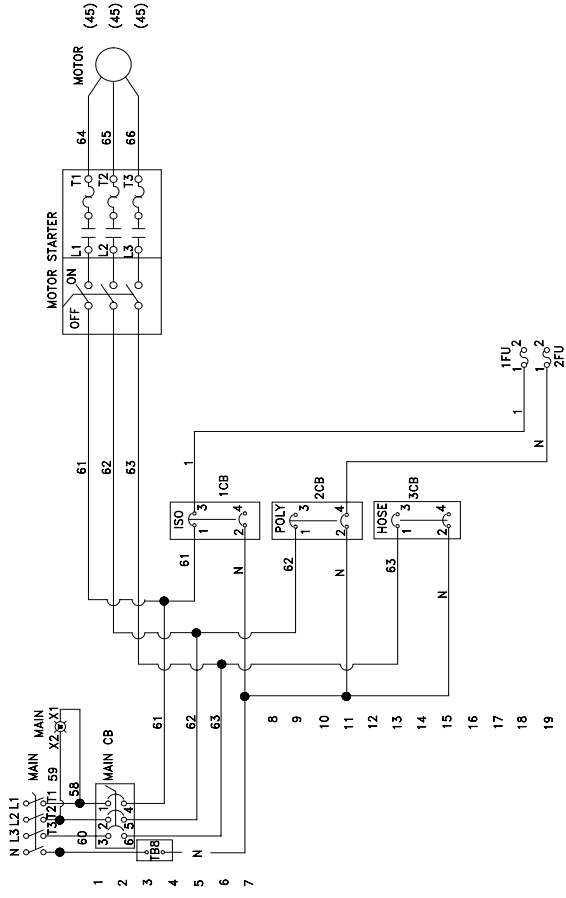 N L3 L2 L1
MAIN
T3 T2 T1
60
59
58
MAIN
X2 X1
MAIN CB
1
2
3
4
5
6
TB8
N
61
62
63
1
2
3
4
5
6
7
8
9
10
11
12
13
14
15
16
17
18
19
61
62
63
61
N
62
N
63
N
ISO
1
3
2
4
1CB
POLY
1
3
2
4
2CB
HOSE
1
3
2
4
3CB
1
1
N
1FU
1 2
1 2
2FU
MOTOR STARTER
OFF
ON
L1
L2
L3
T1
T2
T3
64
65
66
MOTOR
(45)
(45)
(45)